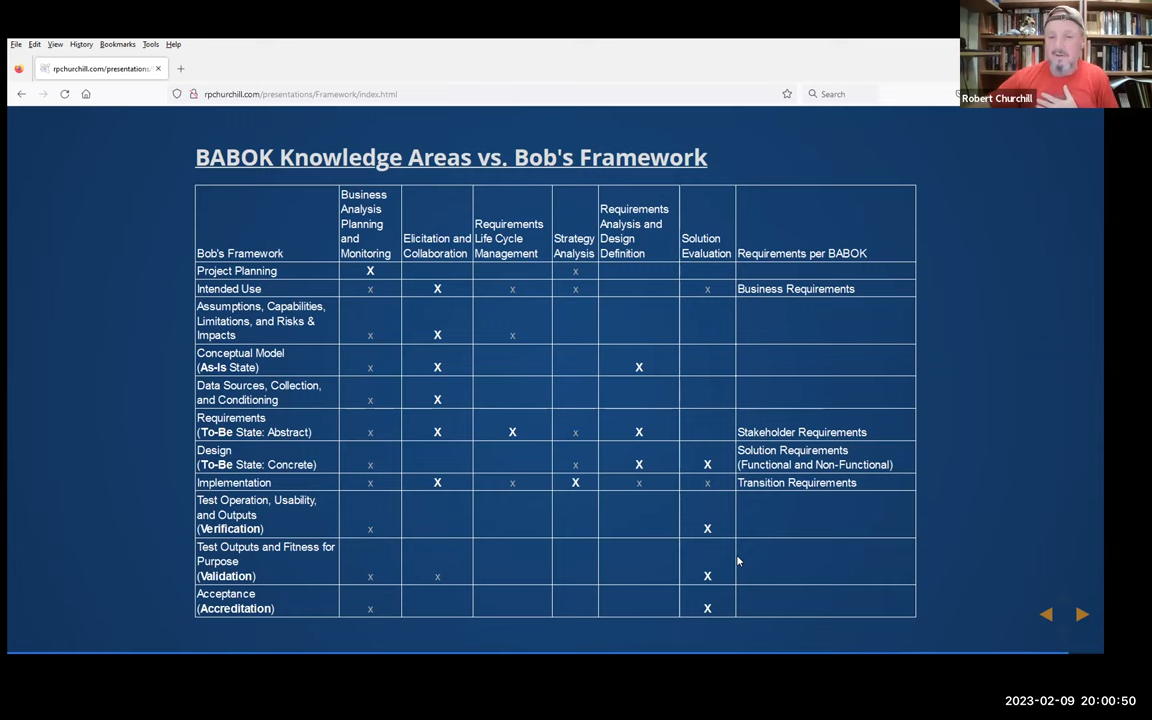 File Edit View History Bookmarks Tools Help
rpchurchill.com/presentations/
rpchurchill.com/presentations/Framework/index.html
Search
Robert Churchill
BABOK Knowledge Areas vs. Bob's Framework
Bob's Framework
Business
Analysis
Planning
and
Monitoring
Elicitation and
Collaboration
Requirements
Life Cycle
Management
Strategy
Analysis
Requirements
Analysis and
Design
Definition
Solution
Evaluation
Requirements per BABOK
Project Planning X x
Intended Use x X x x x Business Requirements
Assumptions, Capabilities,
Limitations, and Risks &
Impacts x X x
Conceptual Model
(As-Is State) x X X
Data Sources, Collection,
and Conditioning x X
Requirements
(To-Be State: Abstract) x X X x X Stakeholder Requirements
Design
(To-Be State: Concrete) x x X X Solution Requirements
(Functional and Non-Functional)
Implementation x X x X x x Transition Requirements
Test Operation, Usability,
and Outputs
(Verification) x X
Test Outputs and Fitness for
Purpose
(Validation) x x X
Acceptance
(Accreditation) x X
2023-02-09 20:00:50